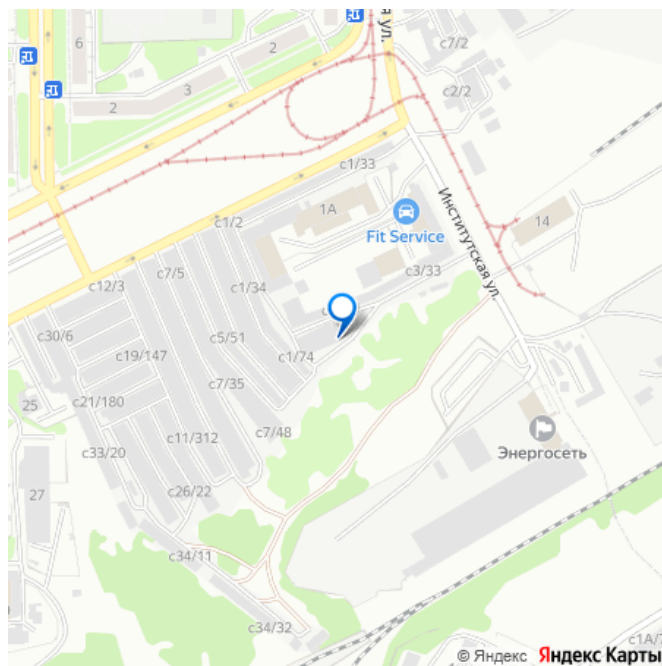 а ул.
с7/2
6
2
3
2
с2/2
с1/33
1А
Fit Service
14
Институтская ул.
с1/2
с7/5
с12/3
с1/34
с3/33
с30/6
с19/147
с5/51
с1/74
с7/35
с21/180
25
с11/312
с7/48
с33/20
Энергосеть
27
с26/22
с34/11
с34/32
© Яндекс Яндекс Карты